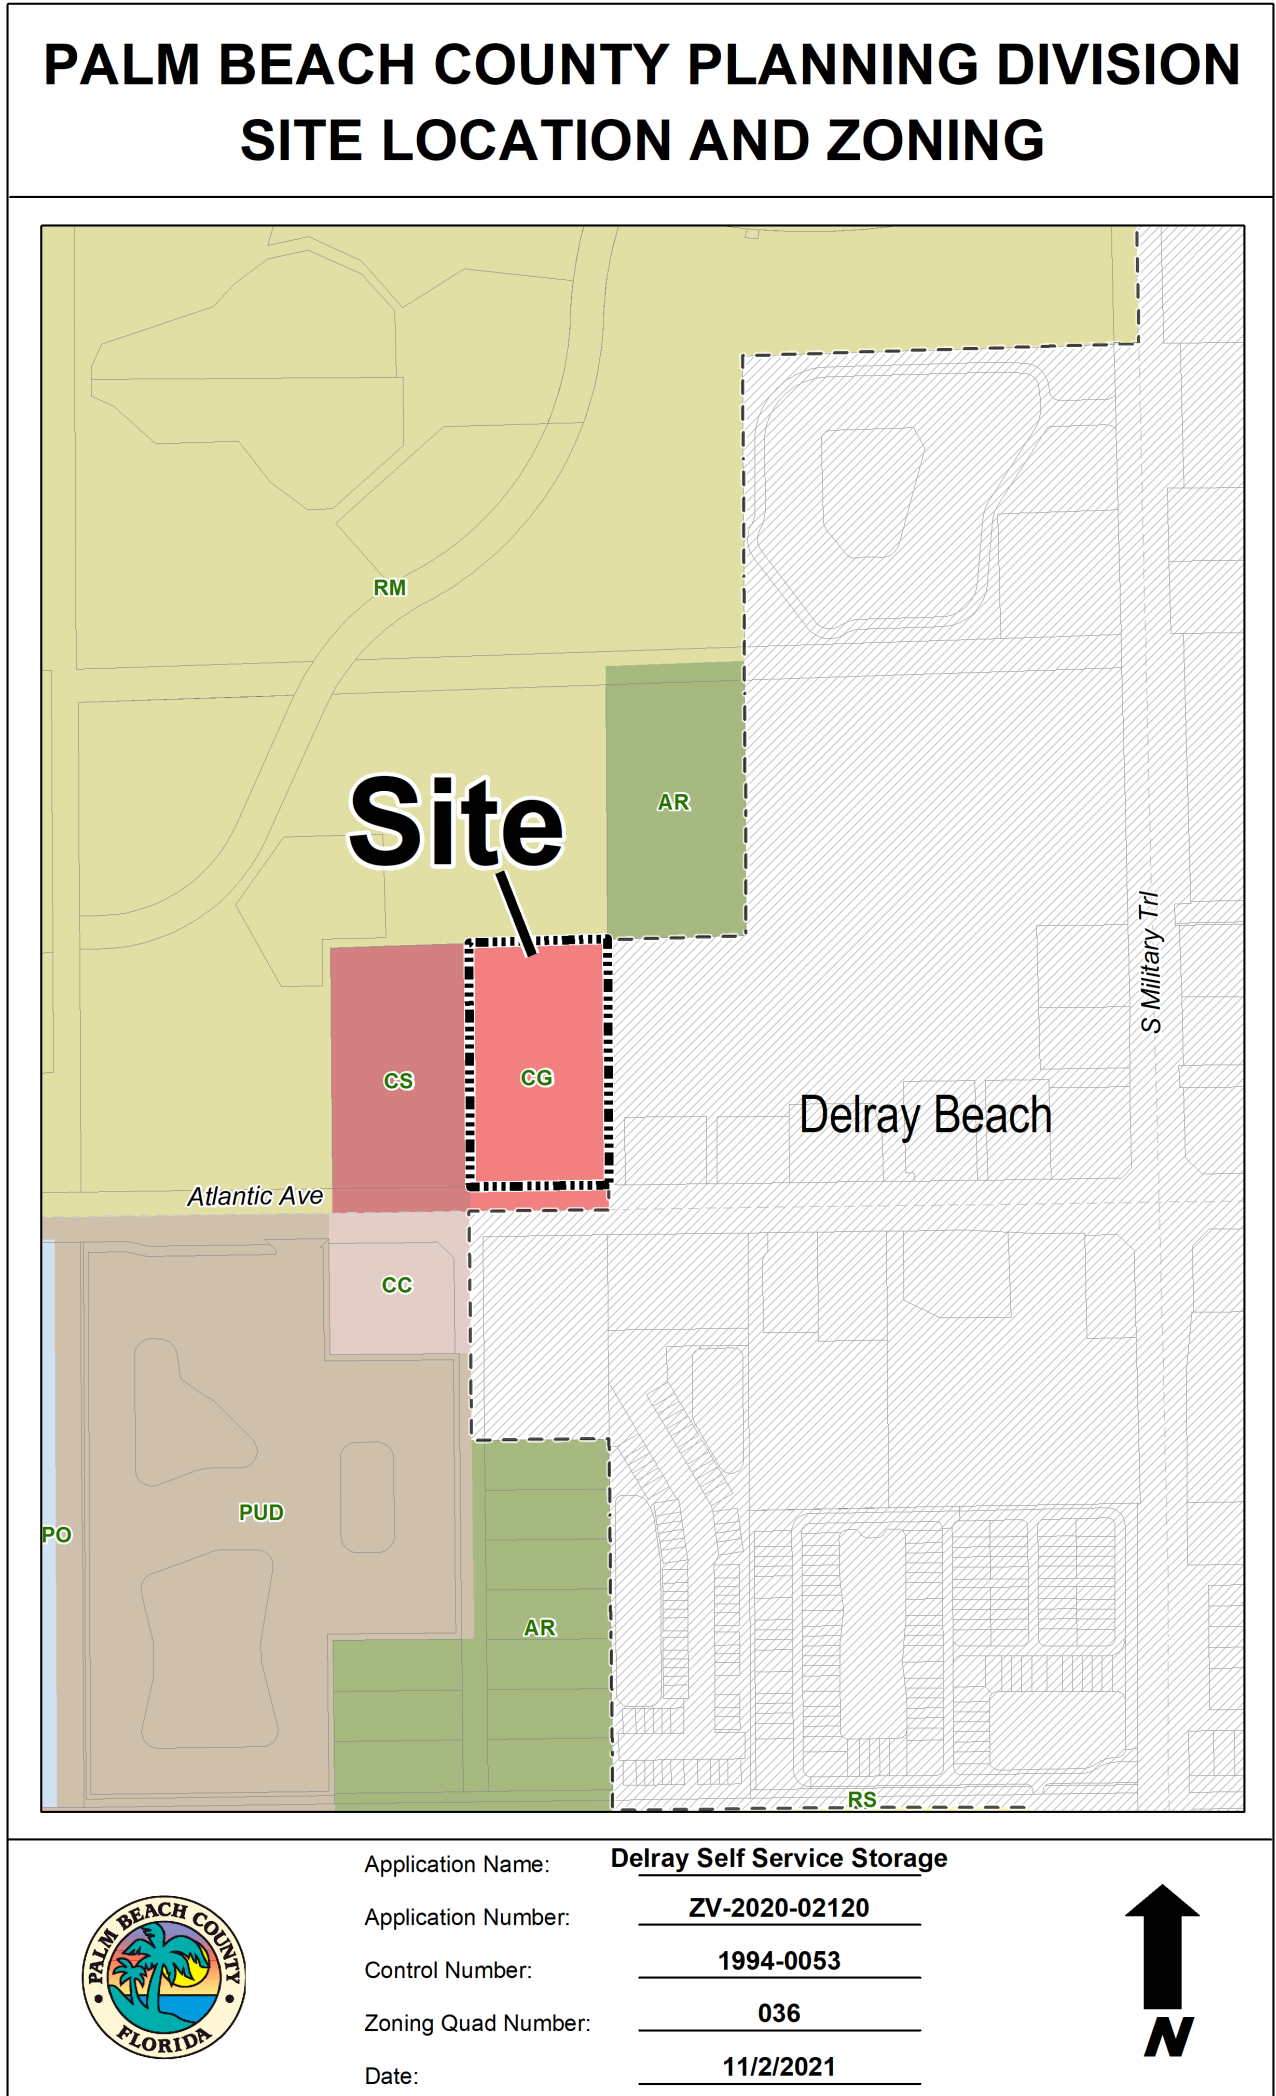 PALM BEACH COUNTY PLANNING DIVISION
SITE LOCATION AND ZONING
RM
AR
Site
S Military Trl
CS
CG
Delray Beach
Atlantic Ave
CC
PUD
PO
AR
RS
Application Name: Delray Self Service Storage
Application Number: ZV-2020-02120
Control Number: 1994-0053
Zoning Quad Number: 036
Date: 11/2/2021
PALM BEACH COUNTY
FLORIDA
N